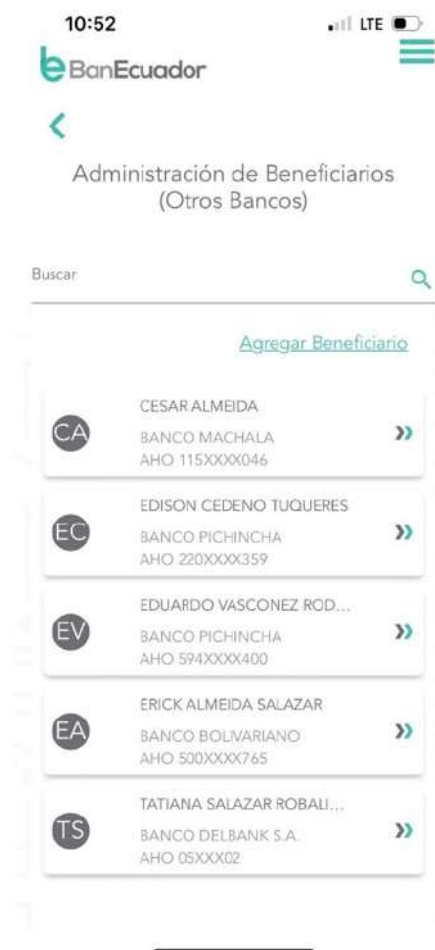 10:52
LTE
BanEcuador
Administración de Beneficiarios
(Otros Bancos)
Buscar
Agregar Beneficiario
CA
CESAR ALMEIDA
BANCO MACHALA
AHO 115XXXX046
EC
EDISON CEDENO TUQUERES
BANCO PICHINCHA
AHO 220XXXX359
EV
EDUARDO VASCONEZ ROD...
BANCO PICHINCHA
AHO 594XXXX400
EA
ERICK ALMEIDA SALAZAR
BANCO BOLIVARIANO
AHO 500XXXX765
TS
TATIANA SALAZAR ROBALI...
BANCO DELBANK S.A.
AHO 05XXX02